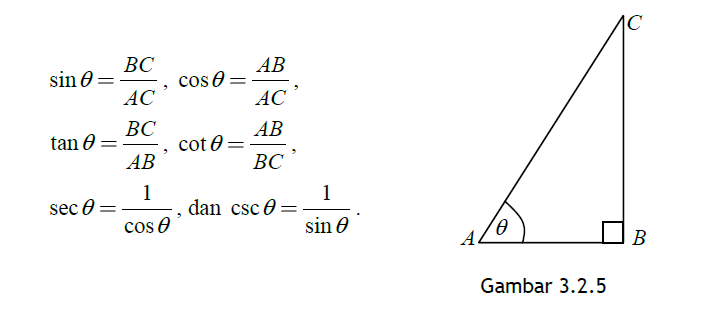 sin θ = BC/AC , cos θ = AB/AC ,
tan θ = BC/AB , cot θ = AB/BC ,
sec θ = 1/cos θ , dan csc θ = 1/sin θ .
C
A
θ
B
Gambar 3.2.5